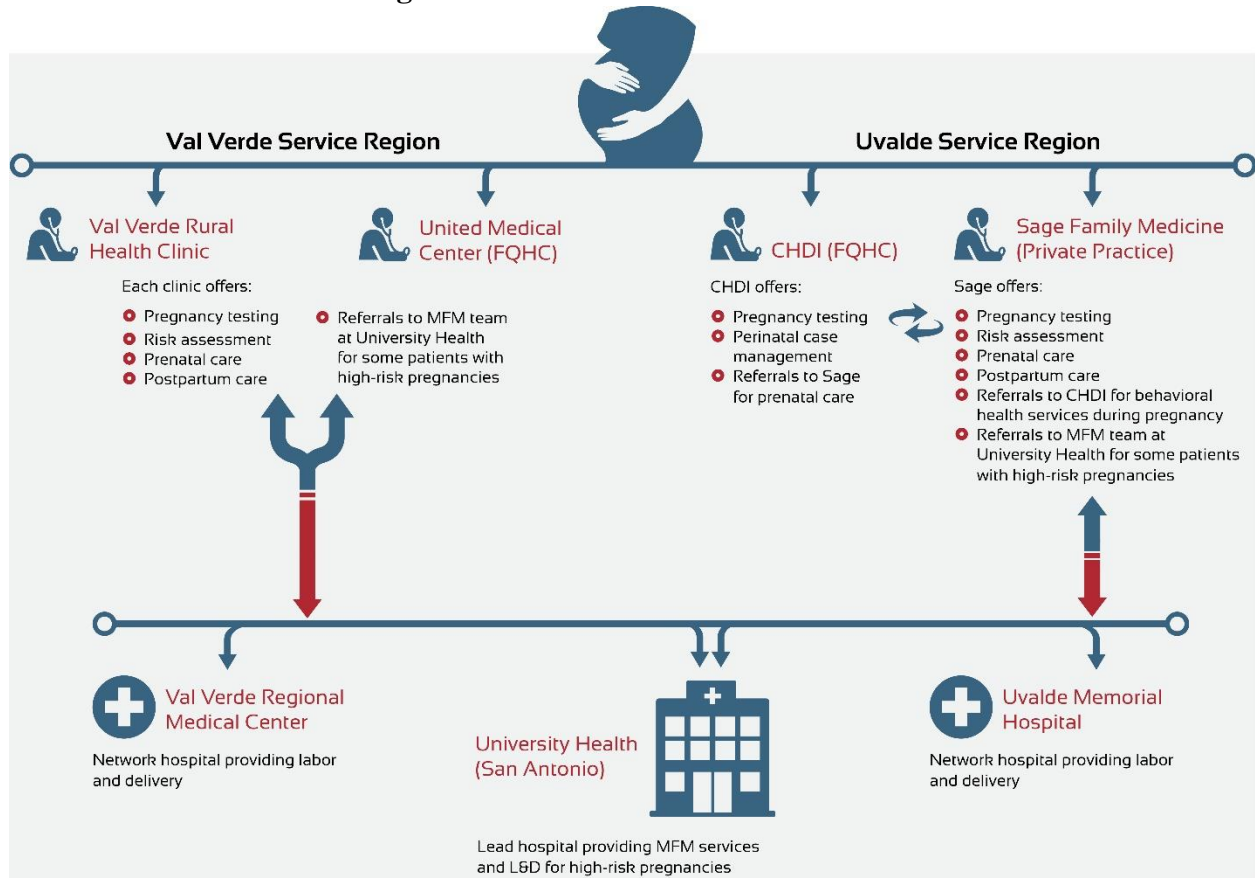 Val Verde Service Region
Uvalde Service Region
Val Verde Rural
Health Clinic
United Medical
Center (FQHC)
Each clinic offers:
Pregnancy testing
Risk assessment
Prenatal care
Postpartum care
Referrals to MFM team
at University Health
for some patients with
high-risk pregnancies
CHDI (FQHC)
CHDI offers:
Pregnancy testing
Perinatal case
management
Referrals to Sage
for prenatal care
Sage Family Medicine
(Private Practice)
Sage offers:
Pregnancy testing
Risk assessment
Prenatal care
Postpartum care
Referrals to CHDI for behavioral
health services during pregnancy
Referrals to MFM team at
University Health for some patients
with high-risk pregnancies
Val Verde Regional
Medical Center
Network hospital providing labor
and delivery
University Health
(San Antonio)
Lead hospital providing MFM services
and L&D for high-risk pregnancies
Uvalde Memorial
Hospital
Network hospital providing labor
and delivery